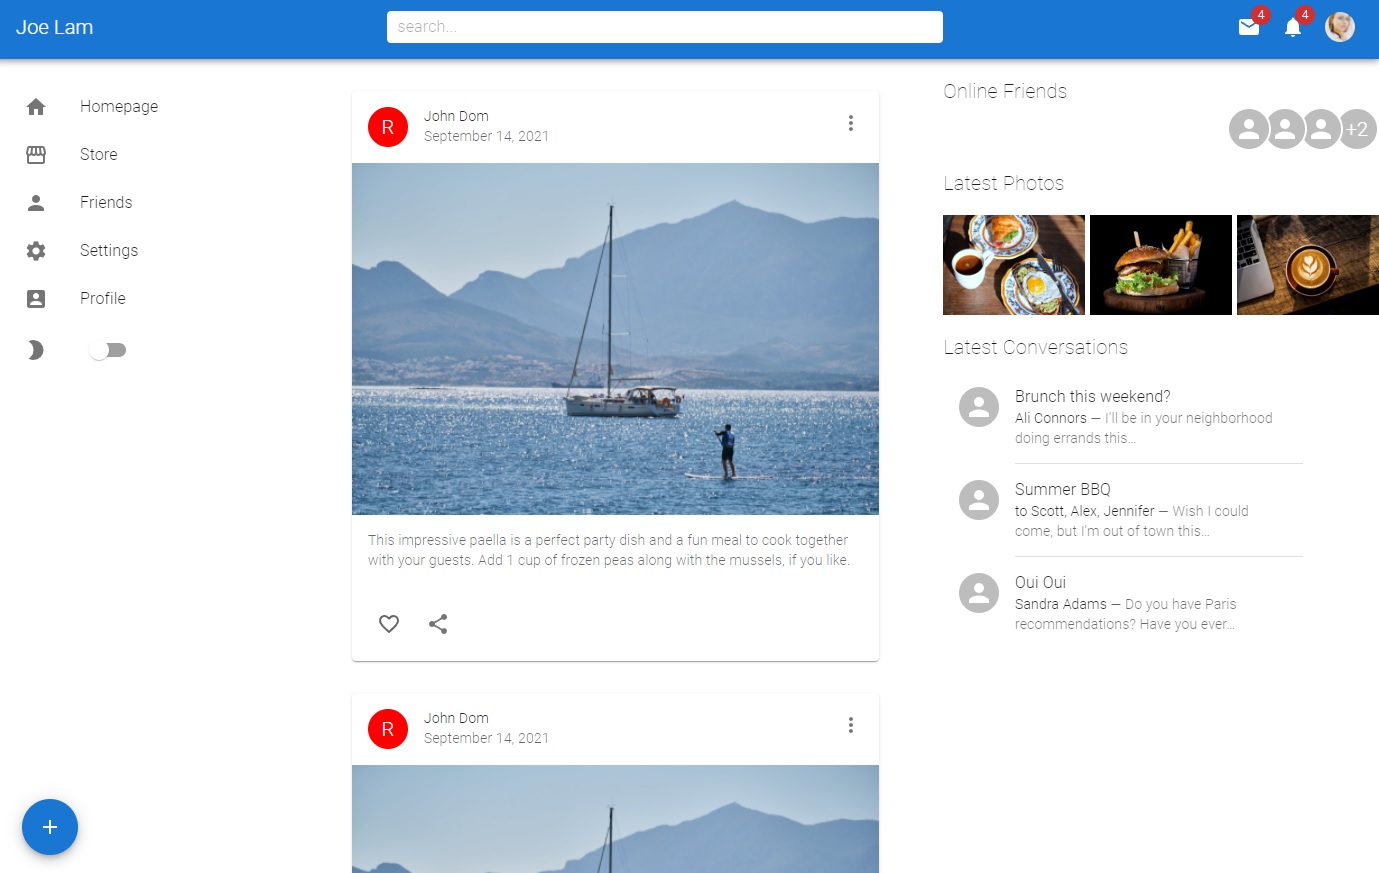 Joe Lam
search...
4
4
Homepage
Store
Friends
Settings
Profile
R
John Dom
September 14, 2021
This impressive paella is a perfect party dish and a fun meal to cook together
with your guests. Add 1 cup of frozen peas along with the mussels, if you like.
R
John Dom
September 14, 2021
Online Friends
+2
Latest Photos
Latest Conversations
Brunch this weekend?
Ali Connors — I'll be in your neighborhood
doing errands this…
Summer BBQ
to Scott, Alex, Jennifer — Wish I could
come, but I'm out of town this…
Oui Oui
Sandra Adams — Do you have Paris
recommendations? Have you ever…